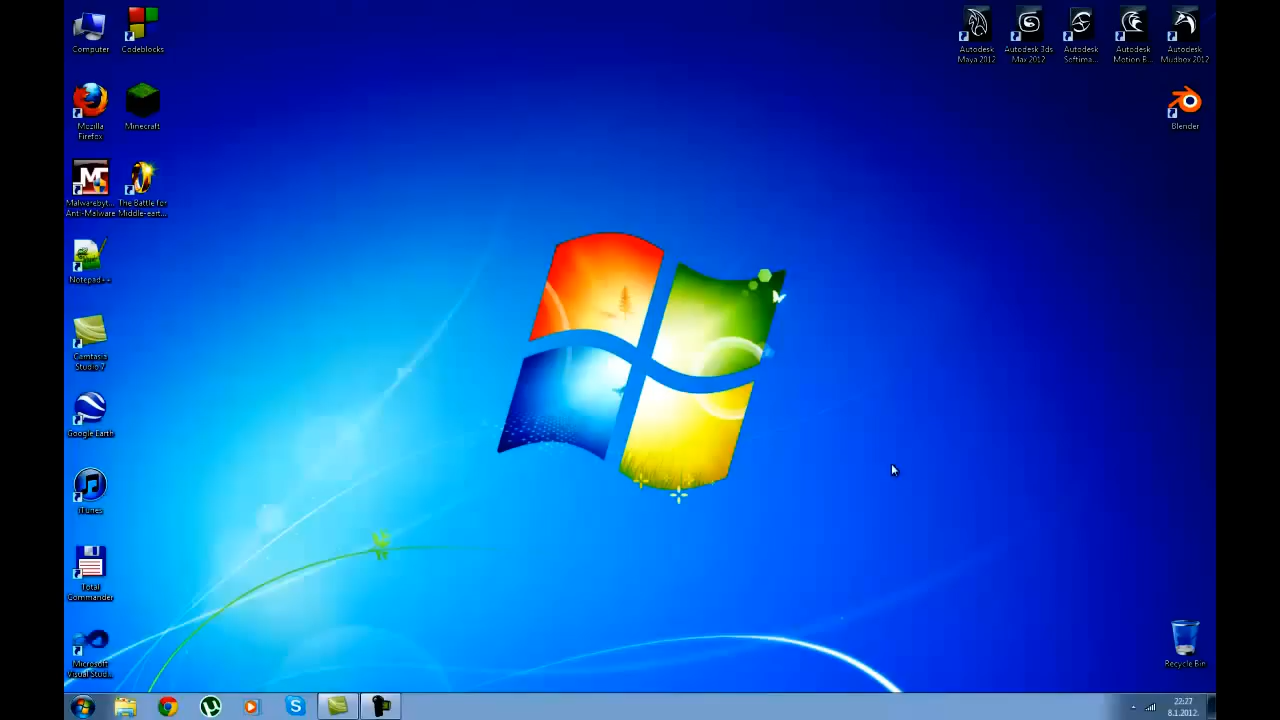 Computer
Codeblocks
Mozilla
Firefox
Minecraft
Malwarebyt...
Anti-Malware
The Battle for
Middle-eart...
Notepad++
Camtasia
Studio 7
Google Earth
iTunes
Total
Commander
Microsoft
Visual Stud...
Autodesk
Maya 2012
Autodesk 3ds
Max 2012
Autodesk
Softima...
Autodesk
Motion B...
Autodesk
Mudbox 2012
Blender
Recycle Bin
22:27
8.1.2012.